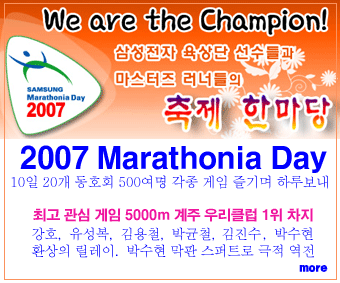 We are the Champion!
삼성전자 육상단 선수들과
마스터즈 러너들의
축제 한마당
SAMSUNG
Marathonia Day
2007
2007 Marathonia Day
10일 20개 동호회 500여명 각종 게임 즐기며 하루보내
최고 관심 게임 5000m 계주 우리클럽 1위 차지
강호, 유성복, 김용철, 박균철, 김진수, 박수현
환상의 릴레이. 박수현 막판 스퍼트로 극적 역전
more